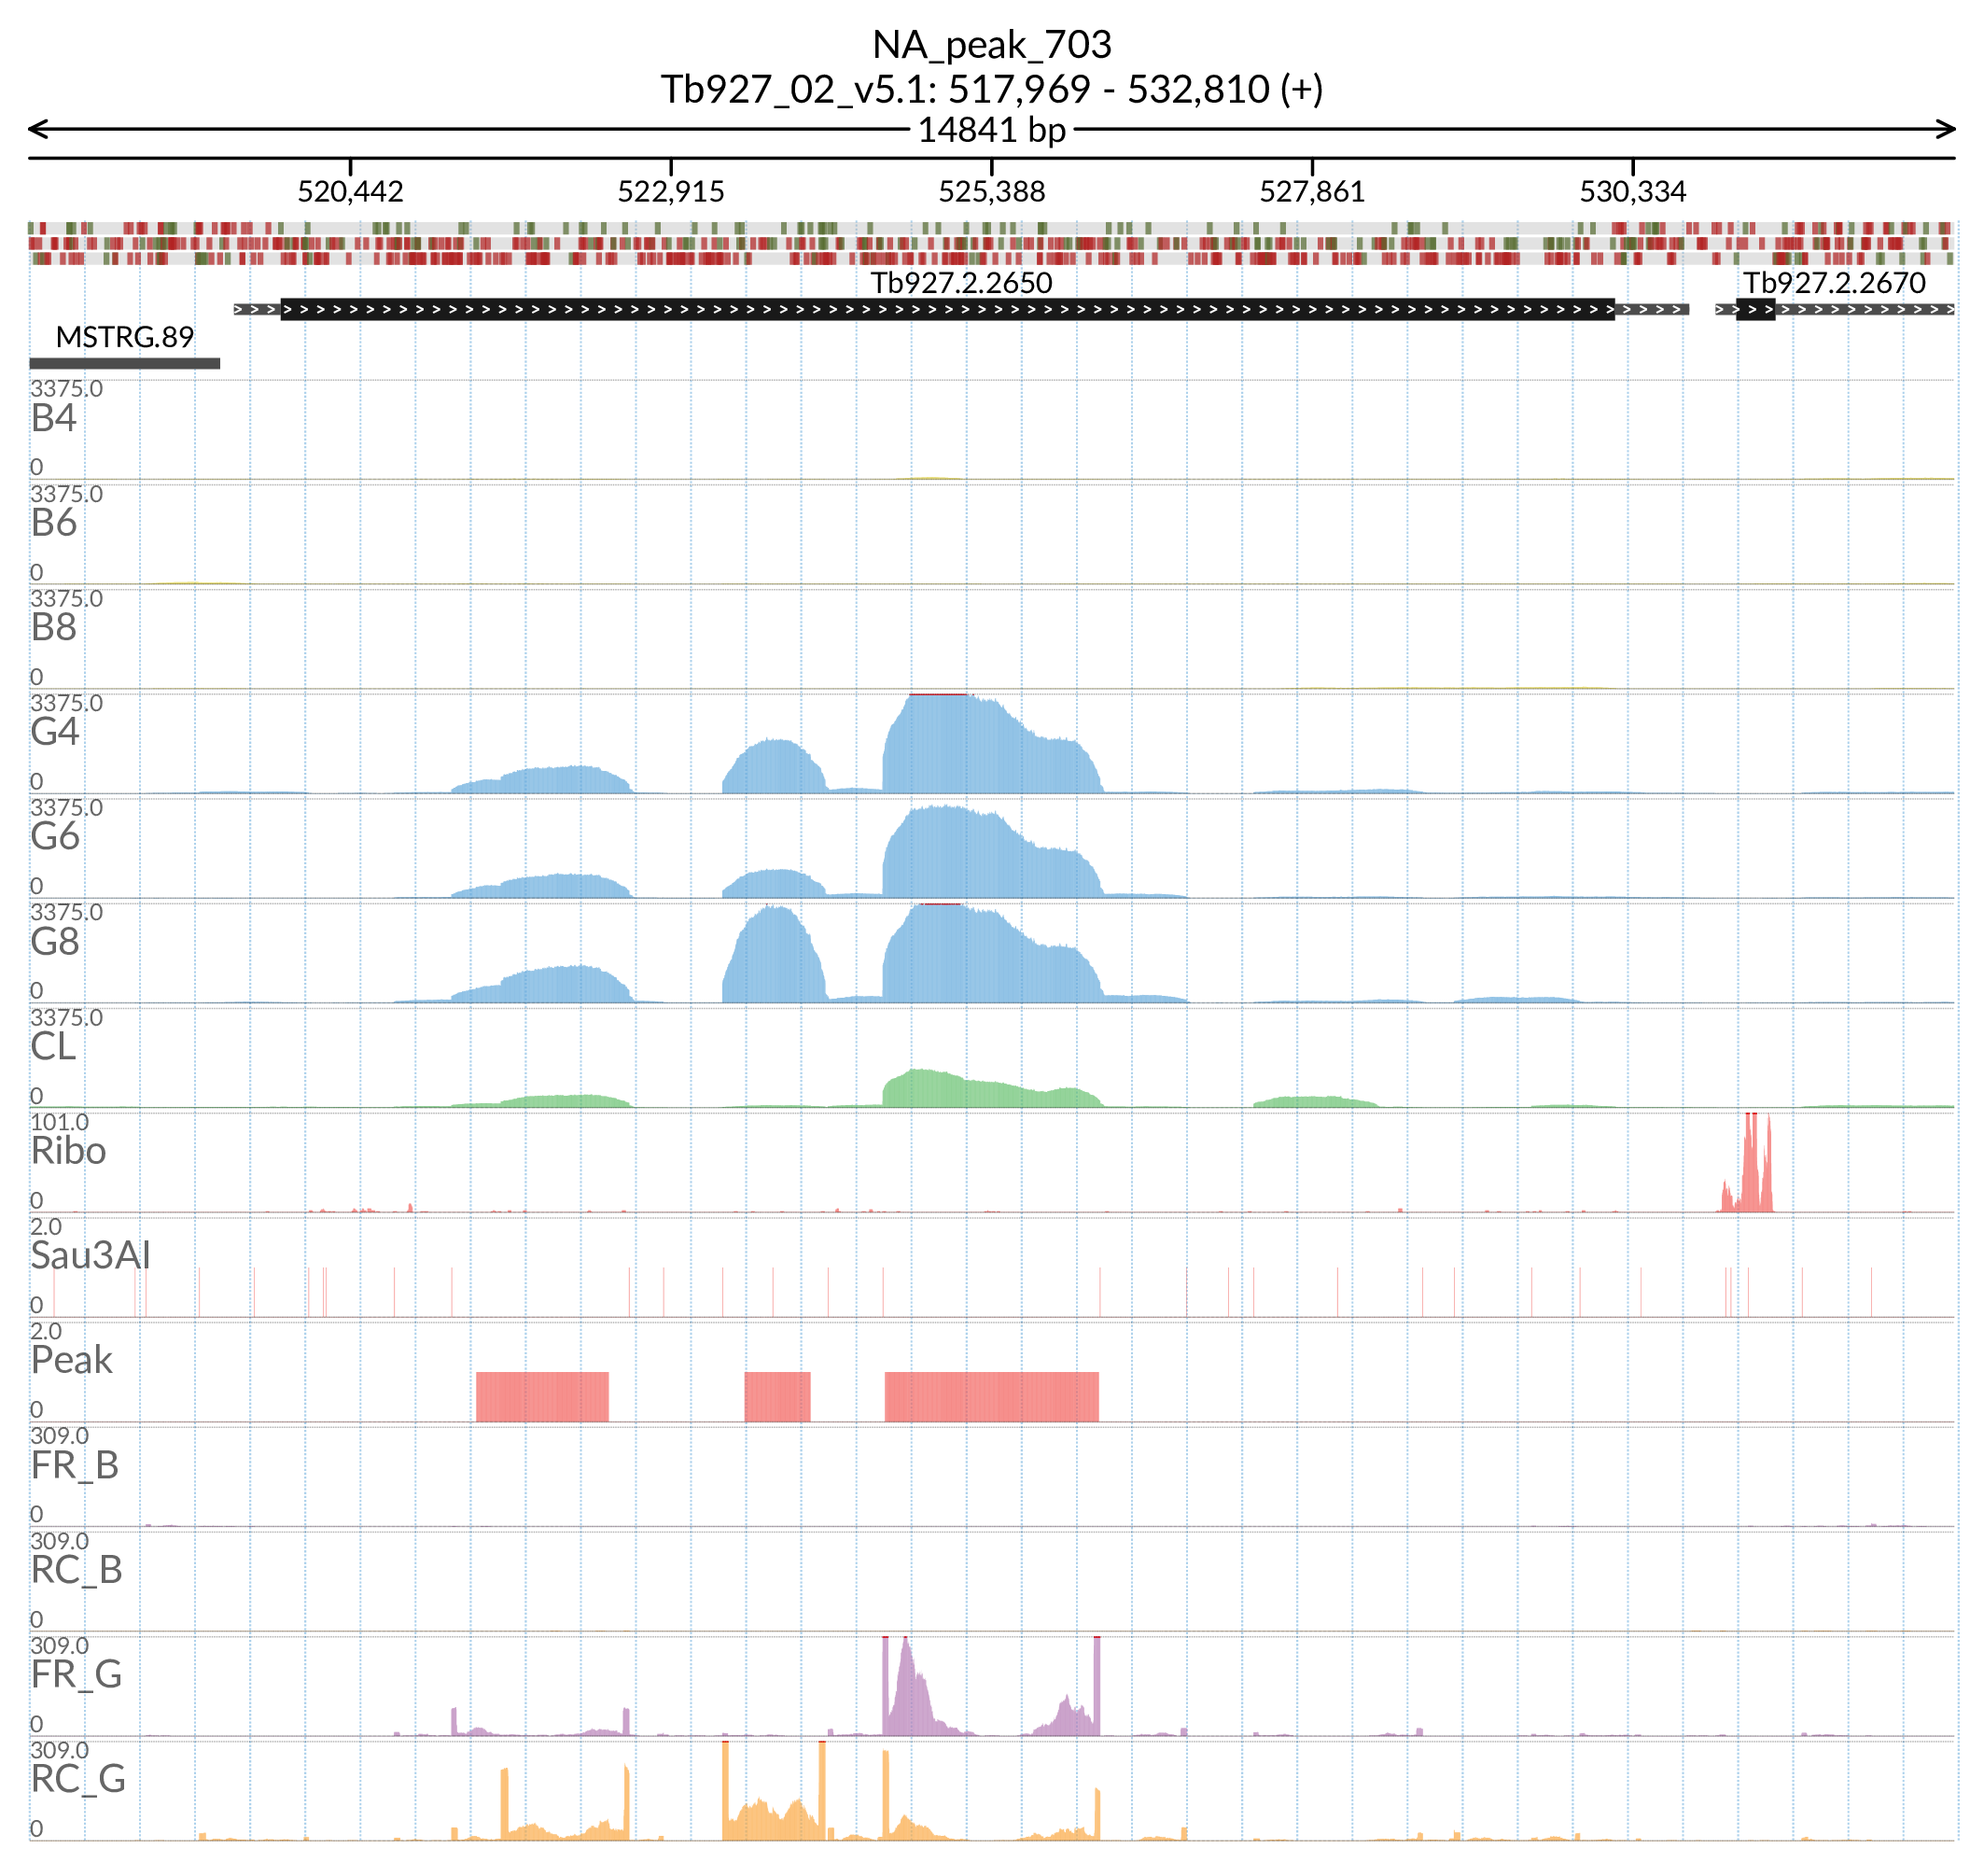 NA_peak_703
Tb927_02_v5.1: 517,969 - 532,810 (+)
14841 bp
520,442 522,915 525,388 527,861 530,334
Tb927.2.2650 Tb927.2.2670
MSTRG.89
3375.0
B4
0
3375.0
B6
0
3375.0
B8
0
3375.0
G4
0
3375.0
G6
0
3375.0
G8
0
3375.0
CL
0
101.0
Ribo
0
2.0
Sau3AI
0
2.0
Peak
0
309.0
FR_B
0
309.0
RC_B
0
309.0
FR_G
0
309.0
RC_G
0